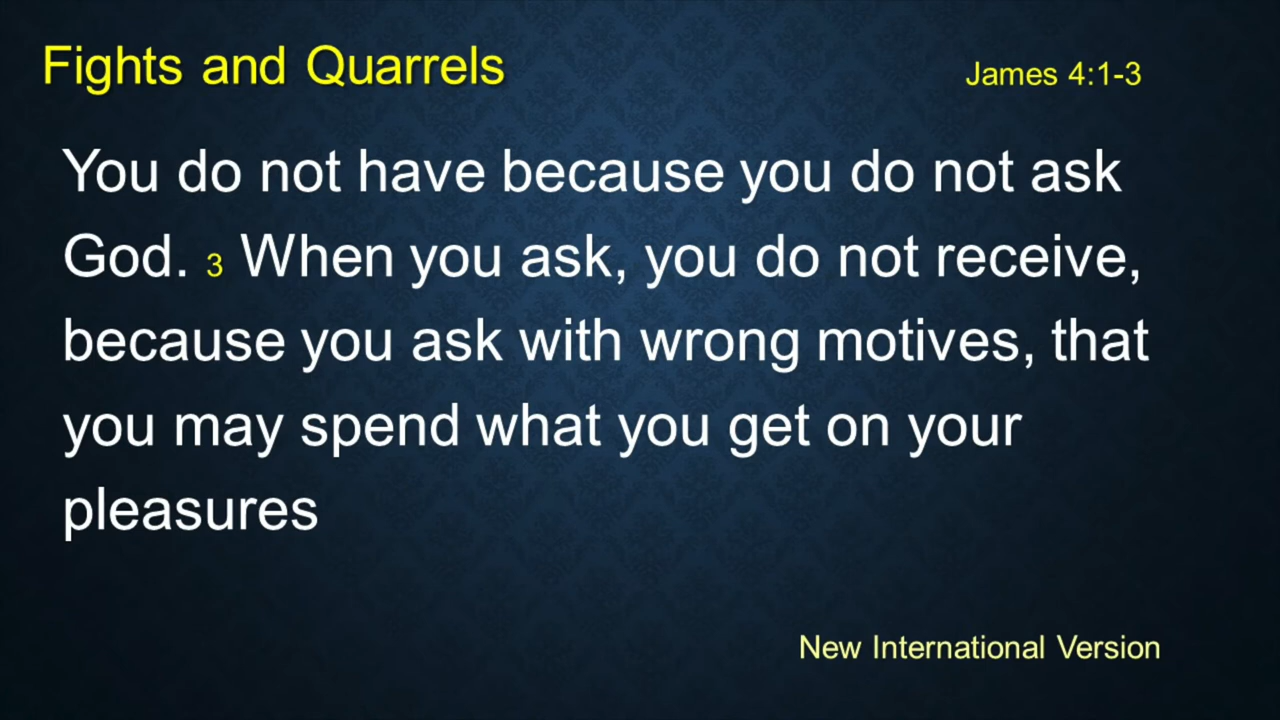 Fights and Quarrels
James 4:1-3
You do not have because you do not ask
God. 3 When you ask, you do not receive,
because you ask with wrong motives, that
you may spend what you get on your
pleasures
New International Version